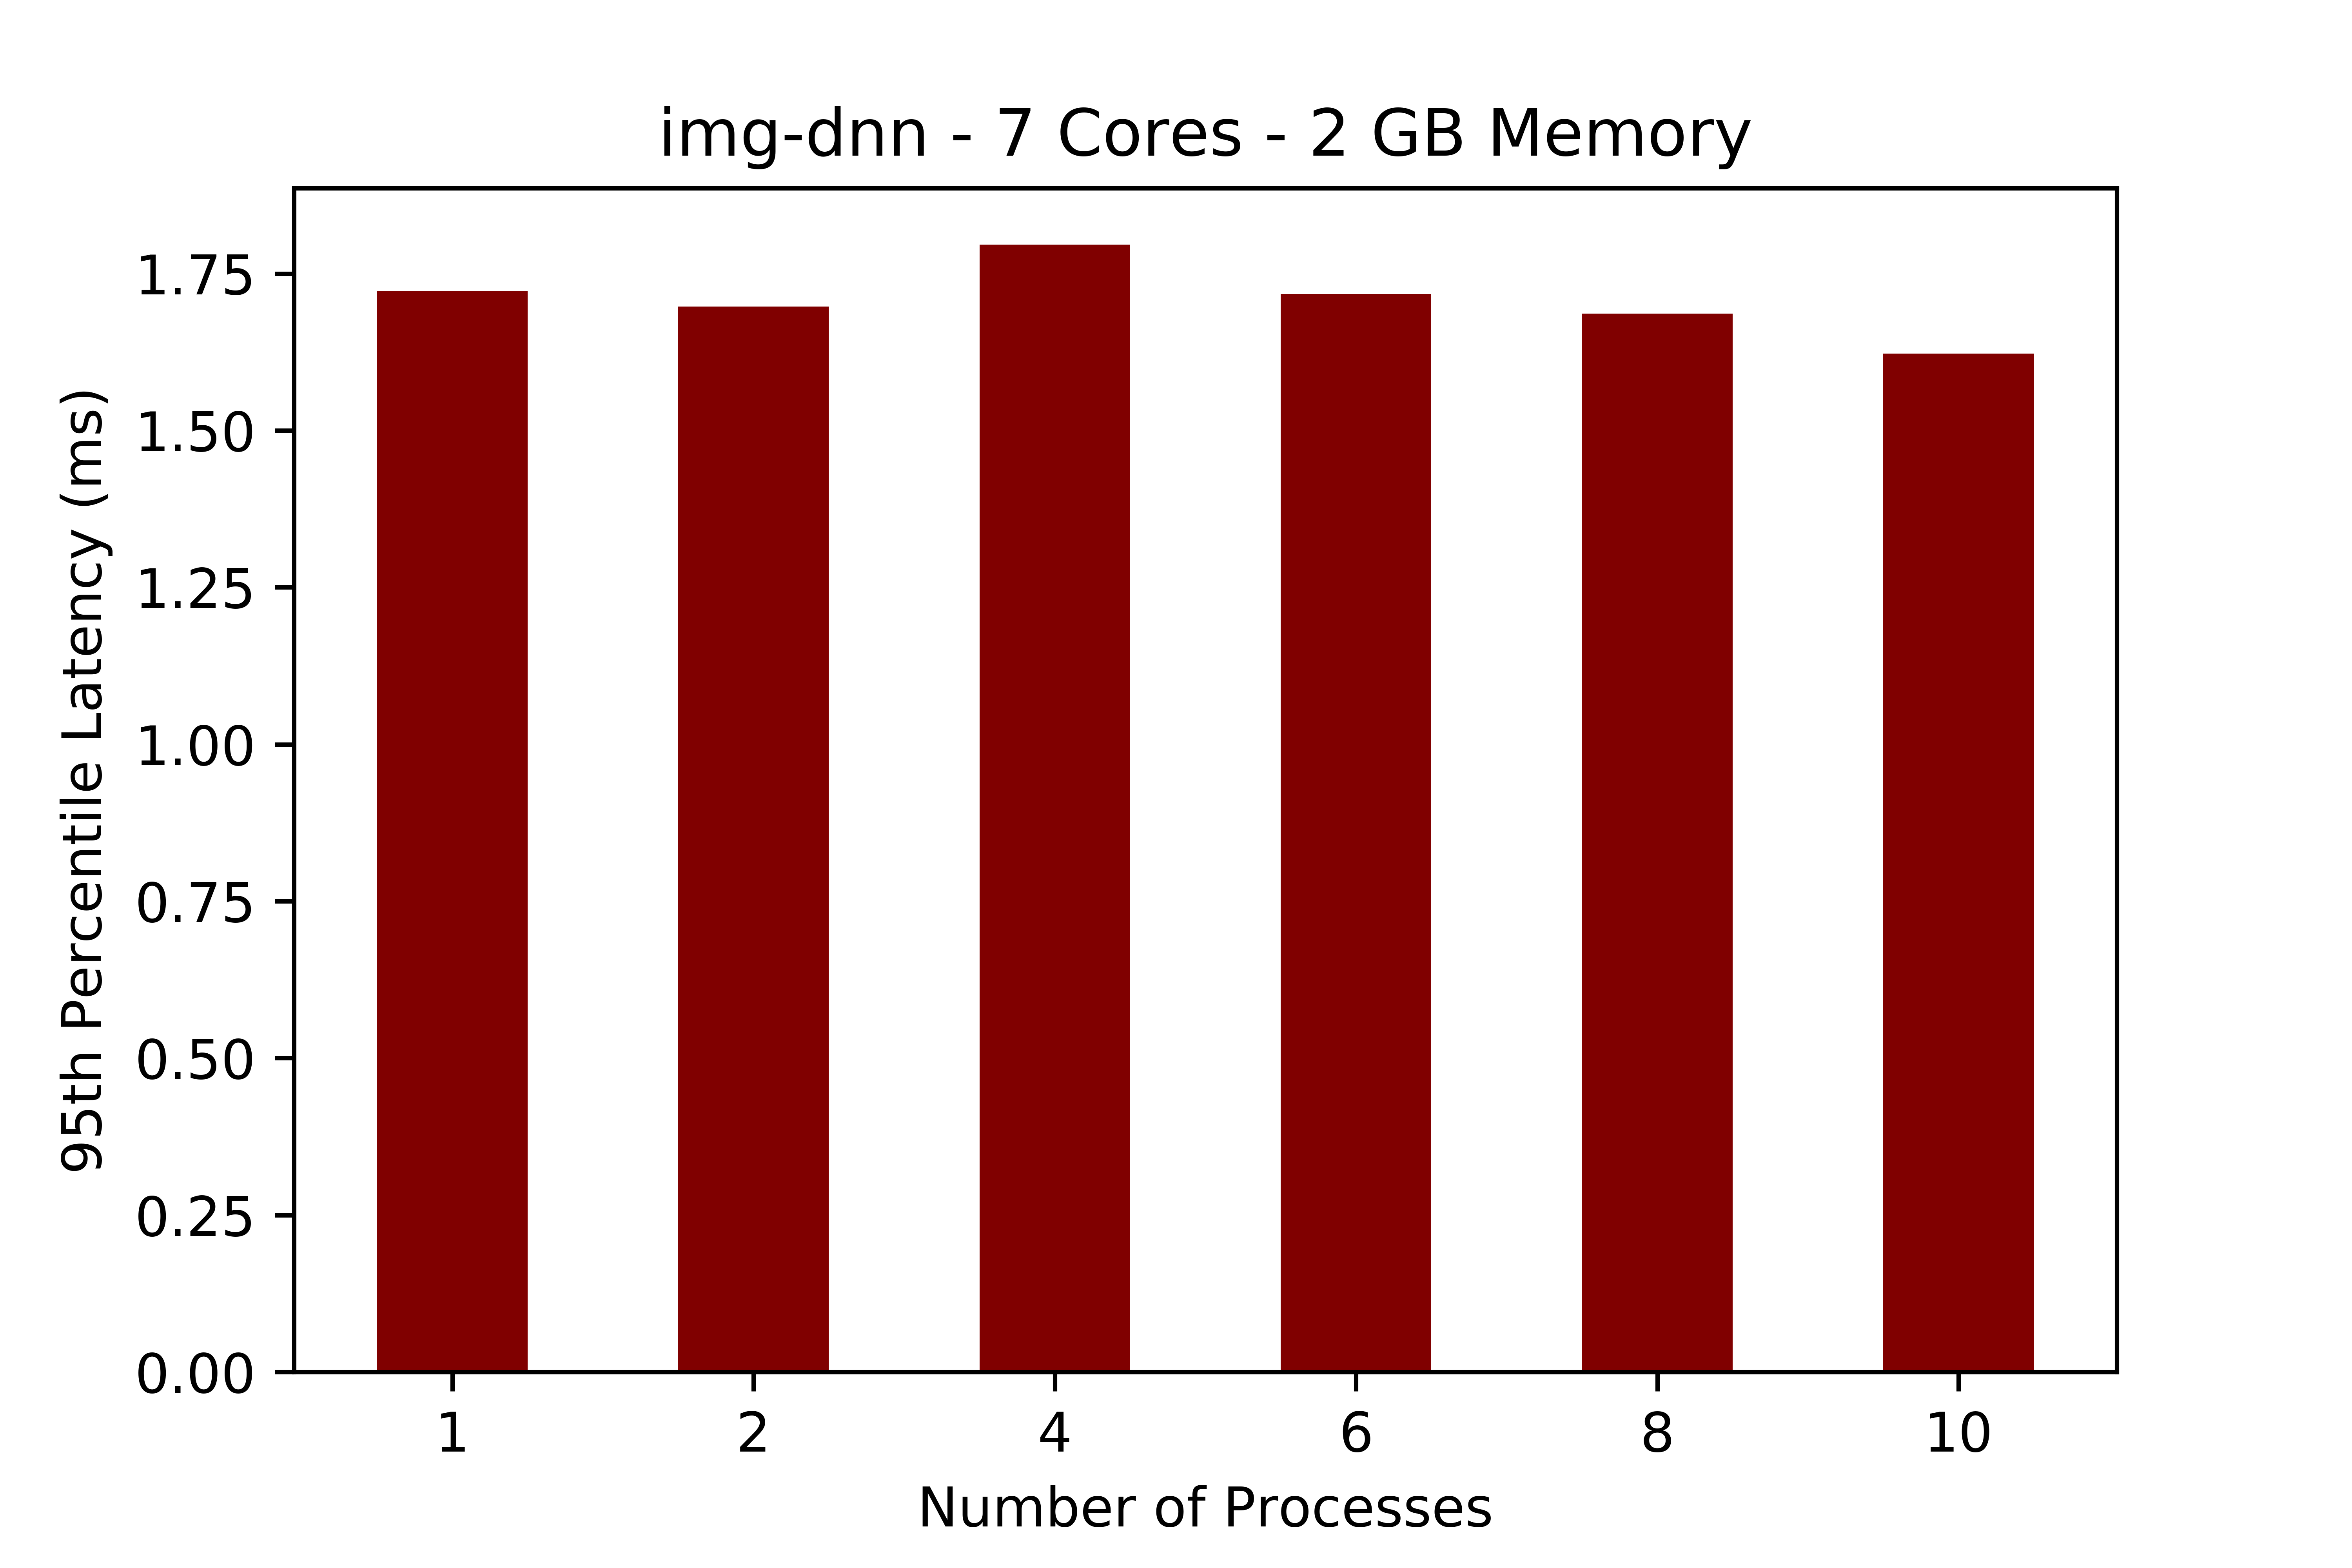 img-dnn - 7 Cores - 2 GB Memory
95th Percentile Latency (ms)
1.75
1.50
1.25
1.00
0.75
0.50
0.25
0.00
1 2 4 6 8 10
Number of Processes